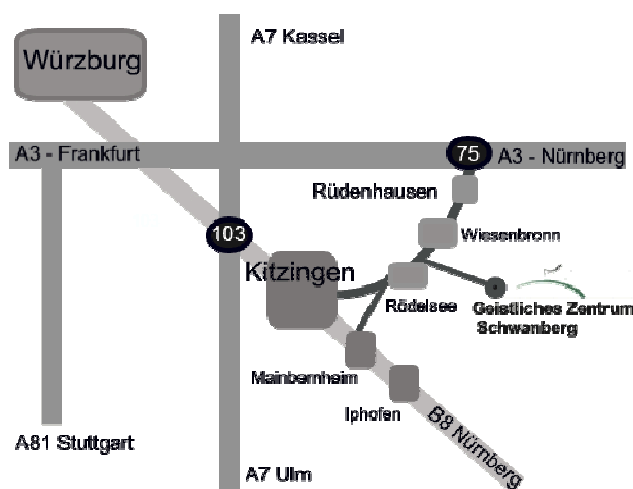 A7 Kassel
Würzburg
A3 - Frankfurt
75
A3 - Nürnberg
Rüdenhausen
103
Wiesenbronn
Kitzingen
Rödelsee
Geistliches Zentrum
Schwanberg
Mainbernheim
Iphofen
B8 Nürnberg
A81 Stuttgart
A7 Ulm